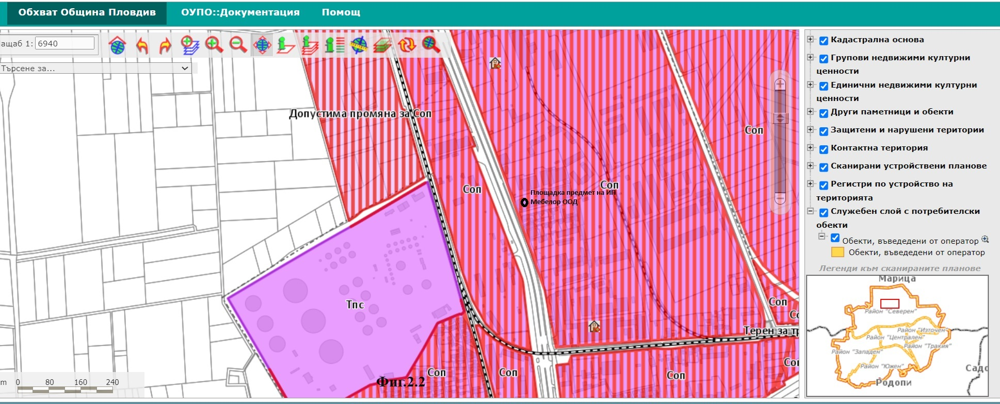 Обхват Община Пловдив
ОУПО::Документация
Помощ
ащаб 1: 6940
Търсене за...
Допустима промяна за Соп
Соп
Соп
Соп
Площадка предмет на ИП
Мебелор ООД
Тпс
Соп
Терен за тр
Соп
Соп
Соп
Фиг.2.2
m 0 80 160 240
Кадастрална основа
Групови недвижими културни
ценности
Единични недвижими културни
ценности
Други паметници и обекти
Защитени и нарушени територии
Контактна територия
Сканирани устройствени планове
Регистри по устройство на
територията
Служебен слой с потребителски
обекти
Обекти, въведедени от оператор
Обекти, въведедени от оператор
Легенди към сканираните планове
Марица
Район "Северен"
Район "Източен"
Район "Централен"
Район "Тракия"
Район "Западен"
Район "Южен"
Садо
Родопи